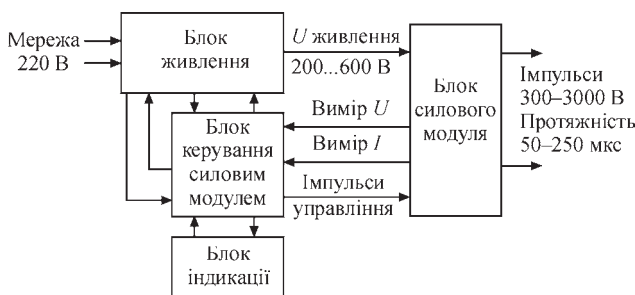 Мережа
220 В
Блок
живлення
U живлення
200...600 В
Блок
силового
модуля
Імпульси
300–3000 В
Протяжність
50–250 мкс
Вимір U
Вимір I
Блок
керування
силовим
модулем
Імпульси
управління
Блок
індикації